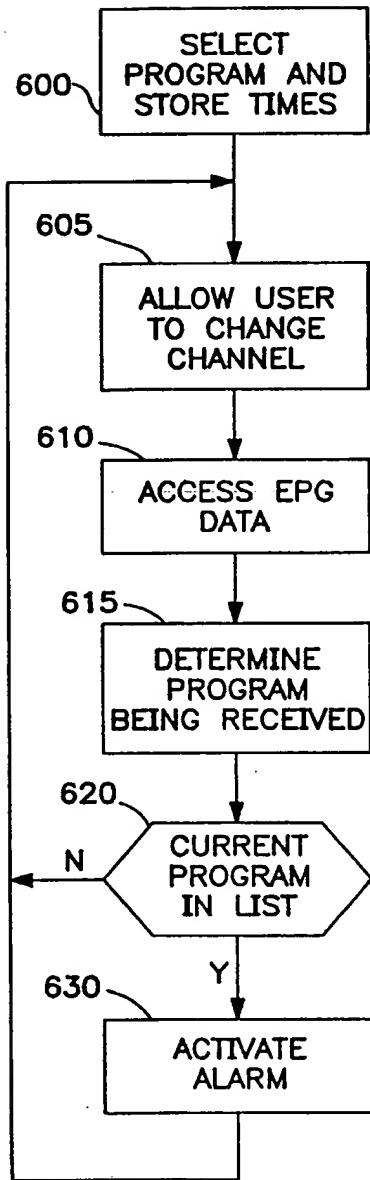 SELECT
PROGRAM AND
STORE TIMES
600
605
ALLOW USER
TO CHANGE
CHANNEL
610
ACCESS EPG
DATA
615
DETERMINE
PROGRAM
BEING RECEIVED
620
CURRENT
PROGRAM
IN LIST
N
Y
630
ACTIVATE
ALARM